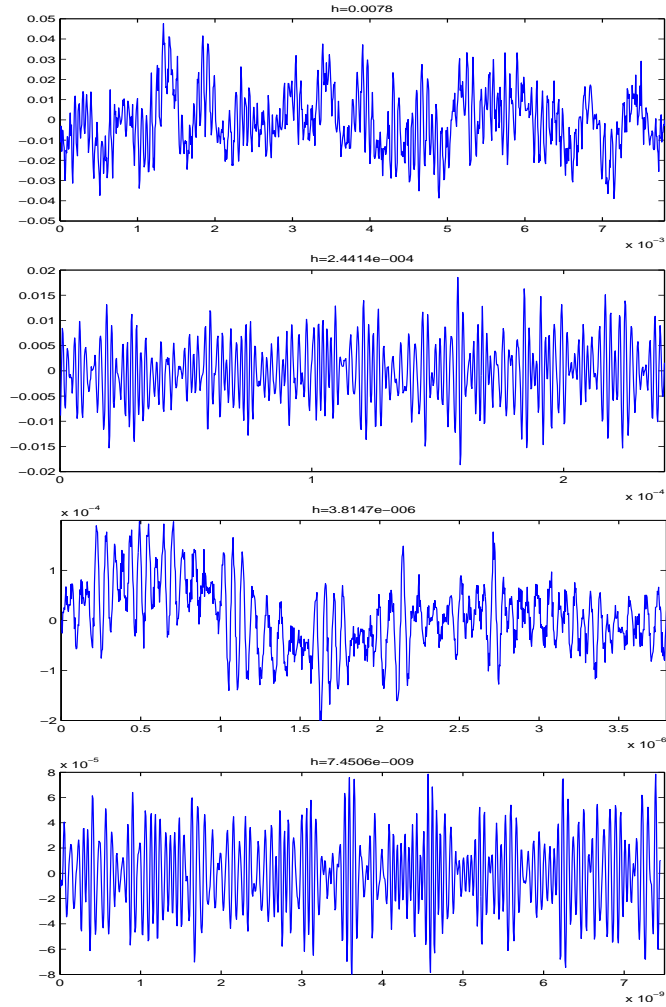 h=0.0078
0.05
0.04
0.03
0.02
0.01
0
−0.01
−0.02
−0.03
−0.04
−0.05
0 1 2 3 4 5 6 7
x 10⁻³
h=2.4414e−004
0.02
0.015
0.01
0.005
0
−0.005
−0.01
−0.015
−0.02
0 1 2
x 10⁻⁴
x 10⁻⁴
h=3.8147e−006
1
0
−1
−2
0 0.5 1 1.5 2 2.5 3 3.5
x 10⁻⁶
x 10⁻⁵
h=7.4506e−009
8
6
4
2
0
−2
−4
−6
−8
0 1 2 3 4 5 6 7
x 10⁻⁹